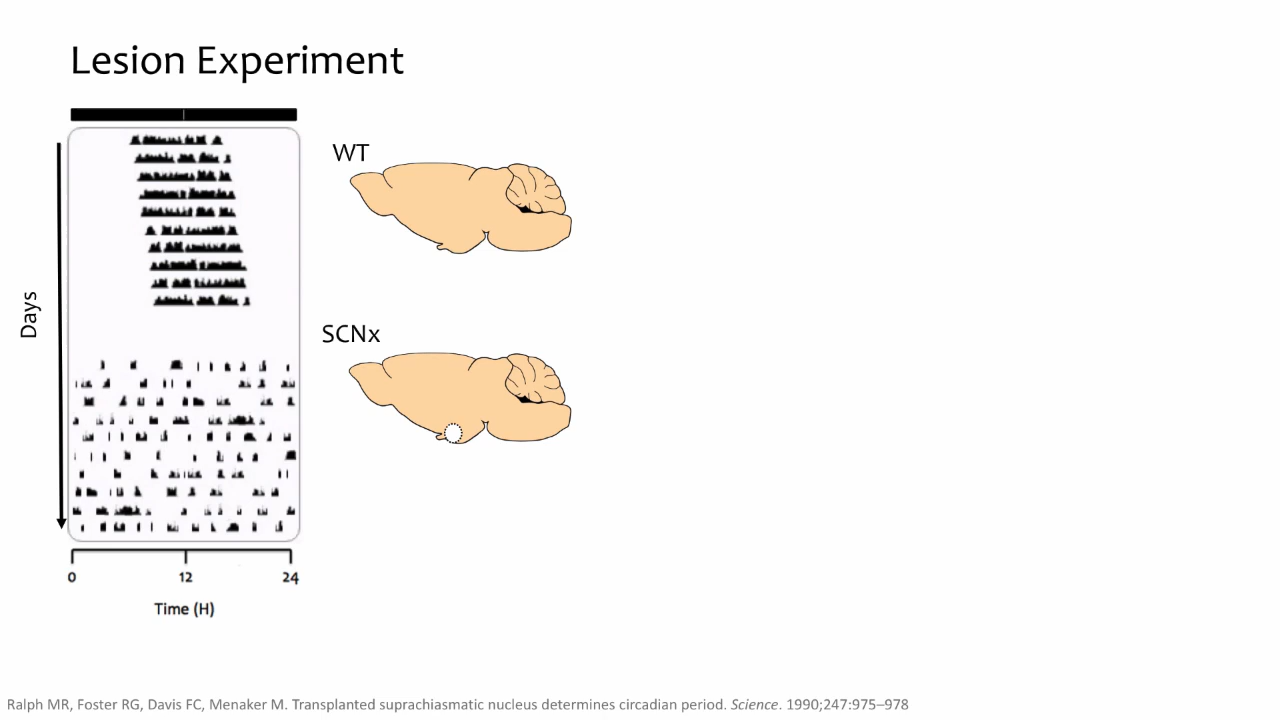 Lesion Experiment
WT
Days
SCNx
0 12 24
Time (H)
Ralph MR, Foster RG, Davis FC, Menaker M. Transplanted suprachiasmatic nucleus determines circadian period. Science. 1990;247:975–978